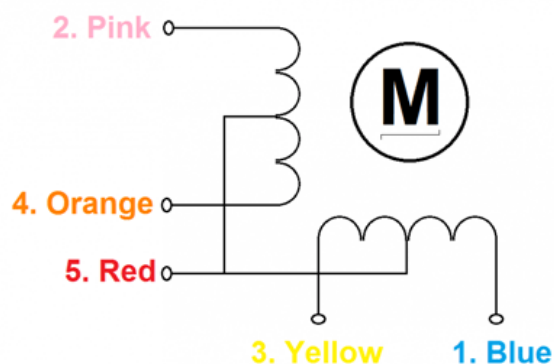 2. Pink
M
4. Orange
5. Red
3. Yellow
1. Blue